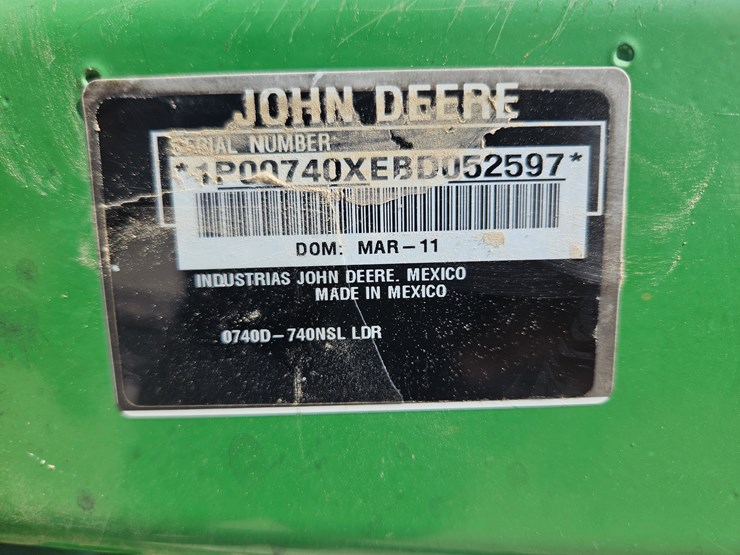 JOHN DEERE
SERIAL NUMBER
*1P00740XEBD052597*
DOM: MAR-11
INDUSTRIAS JOHN DEERE. MEXICO
MADE IN MEXICO
0740D-740NSL LDR